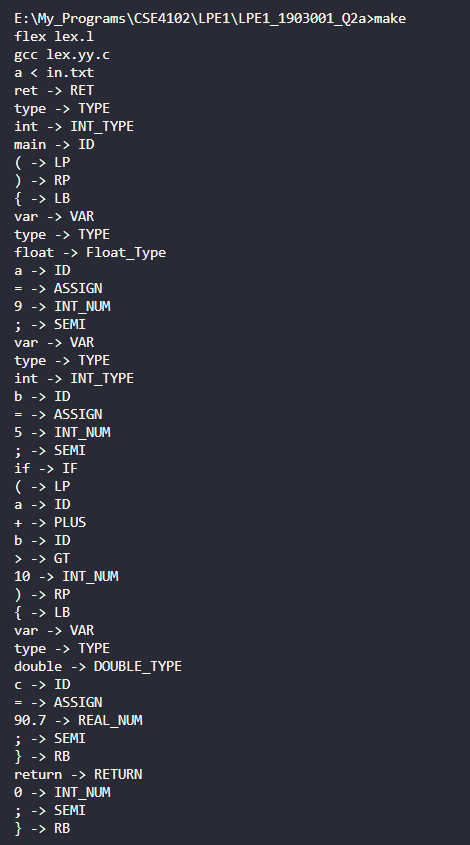 E:\My_Programs\CSE4102\LPE1\LPE1_1903001_Q2a>make
flex lex.l
gcc lex.yy.c
a < in.txt
ret -> RET
type -> TYPE
int -> INT_TYPE
main -> ID
( -> LP
) -> RP
{ -> LB
var -> VAR
type -> TYPE
float -> Float_Type
a -> ID
= -> ASSIGN
9 -> INT_NUM
; -> SEMI
var -> VAR
type -> TYPE
int -> INT_TYPE
b -> ID
= -> ASSIGN
5 -> INT_NUM
; -> SEMI
if -> IF
( -> LP
a -> ID
+ -> PLUS
b -> ID
> -> GT
10 -> INT_NUM
) -> RP
{ -> LB
var -> VAR
type -> TYPE
double -> DOUBLE_TYPE
c -> ID
= -> ASSIGN
90.7 -> REAL_NUM
; -> SEMI
} -> RB
return -> RETURN
0 -> INT_NUM
; -> SEMI
} -> RB